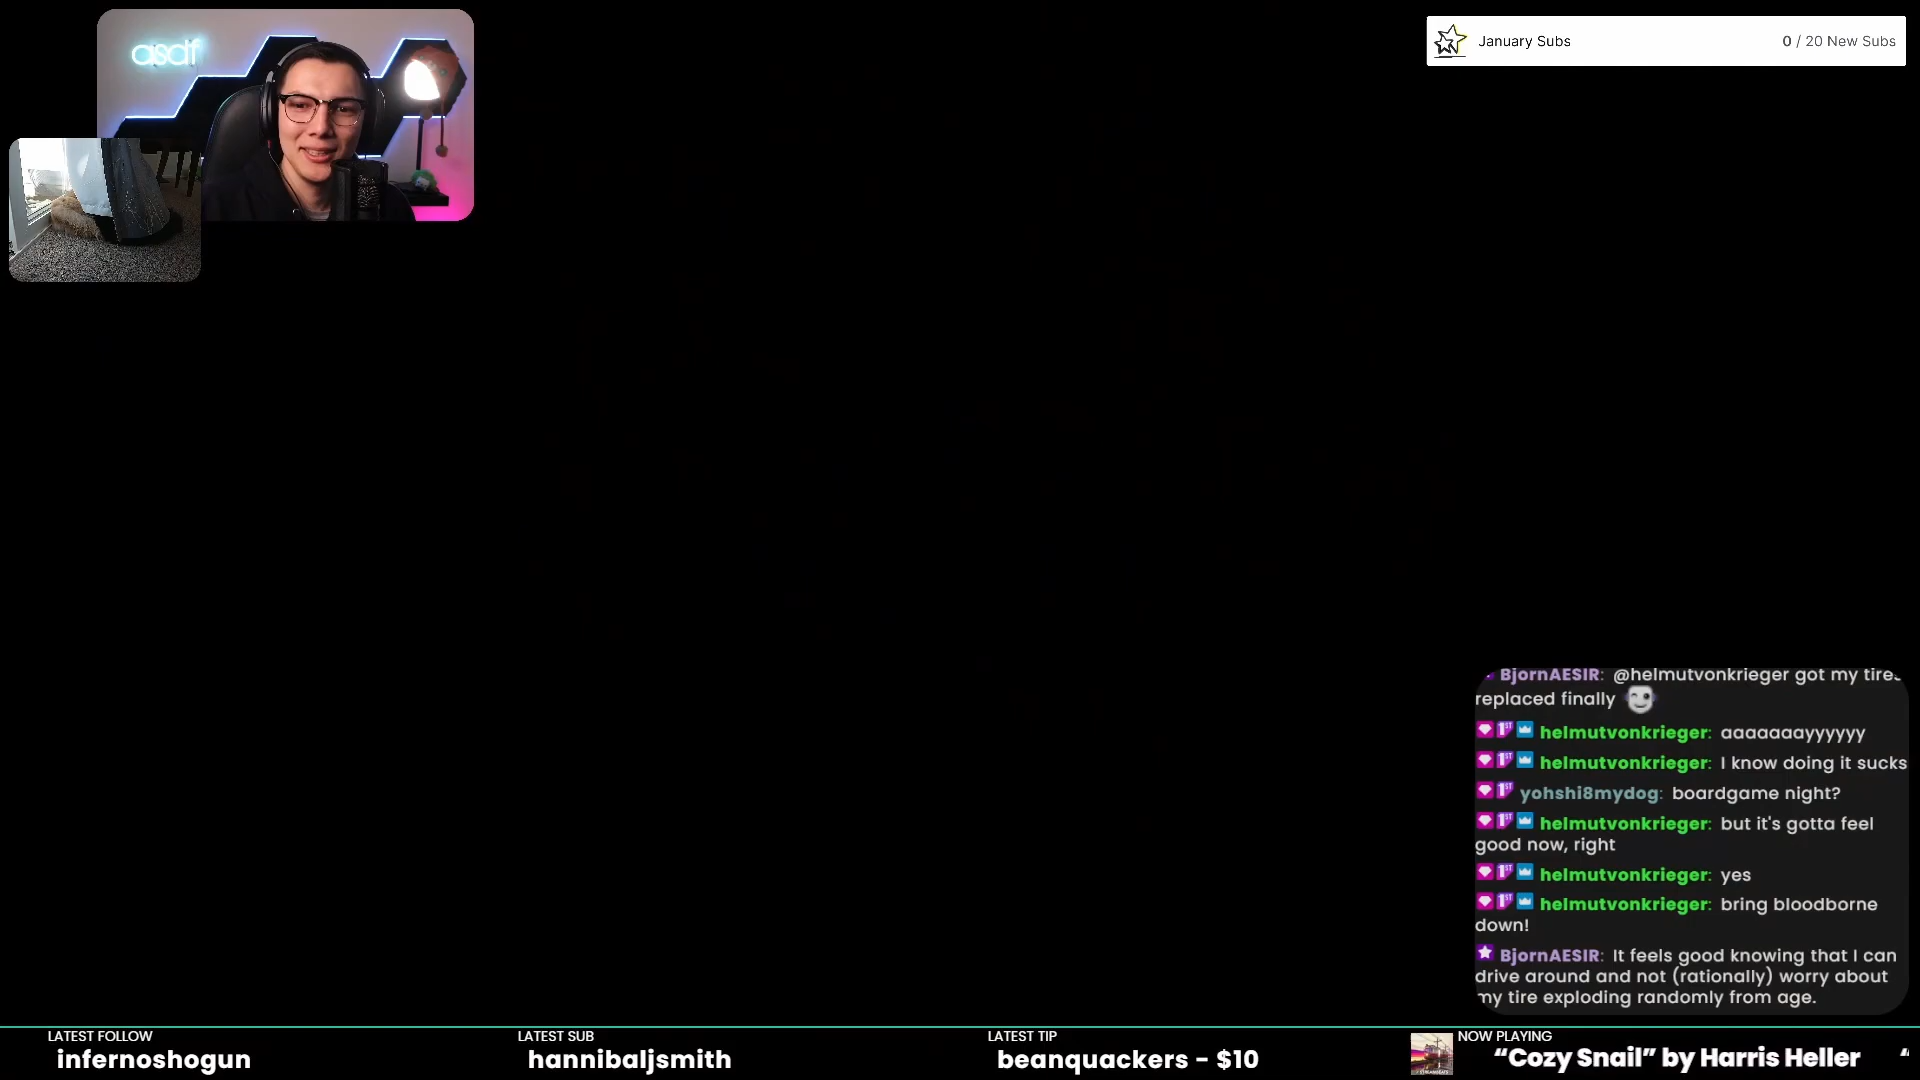 asdf
January Subs
0 / 20 New Subs
BjornAESIR: @helmutvonkrieger got my tires
replaced finally
helmutvonkrieger: aaaaaaayyyyyy
helmutvonkrieger: I know doing it sucks
yohshi8mydog: boardgame night?
helmutvonkrieger: but it's gotta feel
good now, right
helmutvonkrieger: yes
helmutvonkrieger: bring bloodborne
down!
BjornAESIR: It feels good knowing that I can
drive around and not (rationally) worry about
my tire exploding randomly from age.
LATEST FOLLOW
infernoshogun
LATEST SUB
hannibaljsmith
LATEST TIP
beanquackers - $10
NOW PLAYING
“Cozy Snail” by Harris Heller “